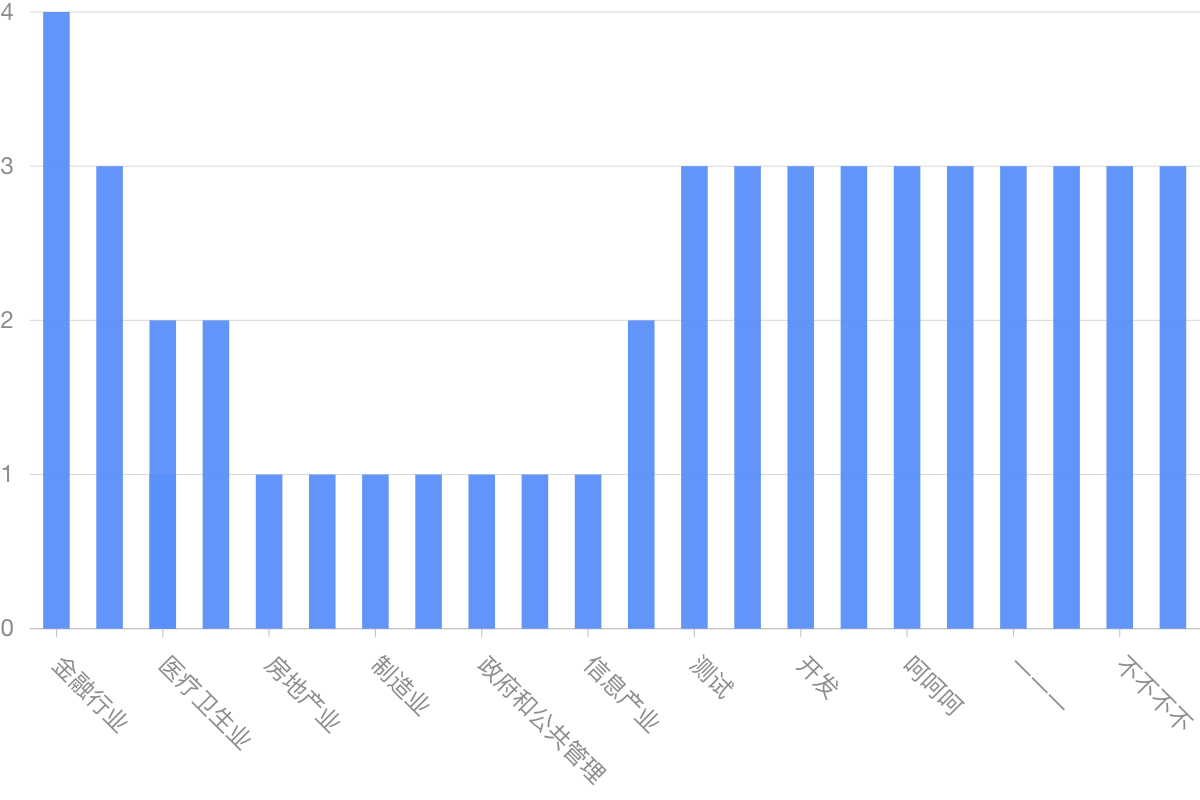 4
3
2
1
0
金融行业
医疗卫生业
房地产业
制造业
政府和公共管理
信息产业
测试
开发
呵呵呵
一一一
不不不不